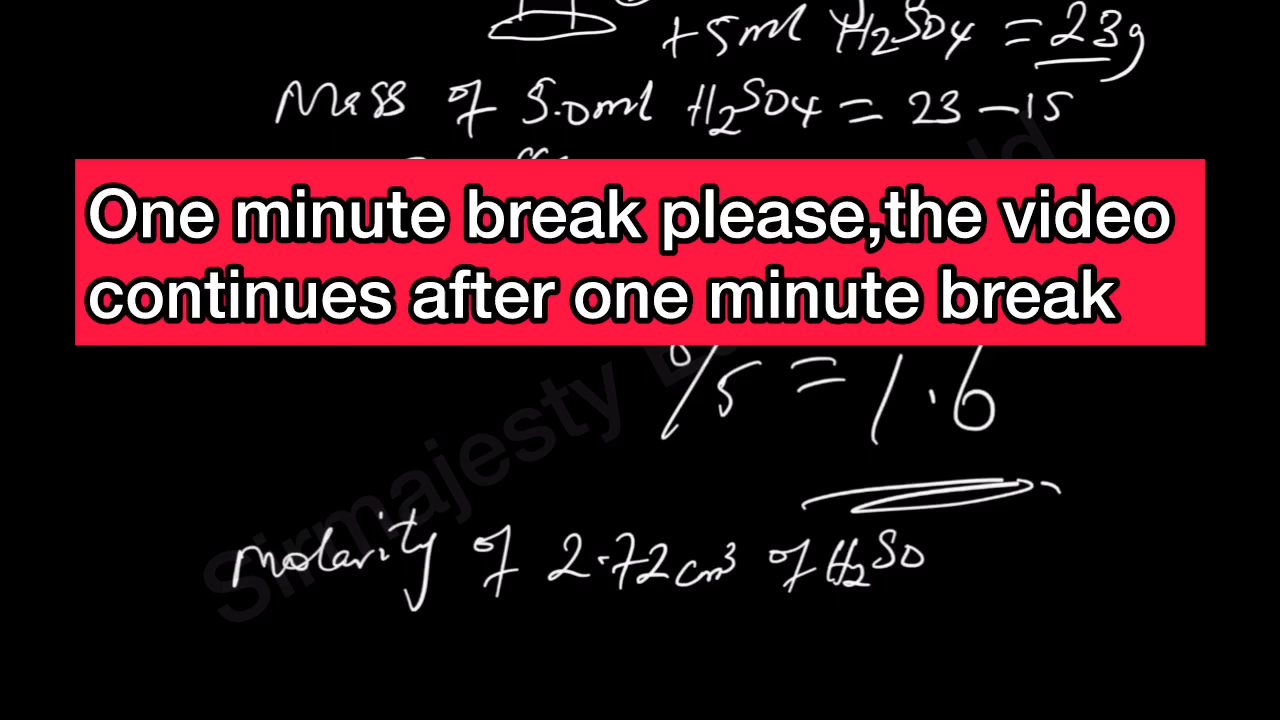 +5ml H₂SO₄ = 23g
Mass of 5.0ml H₂SO₄ = 23 - 15
One minute break please,the video
continues after one minute break
/5 = 1.6
Molarity of 2.72cm³ of H₂SO
Sirmajesty